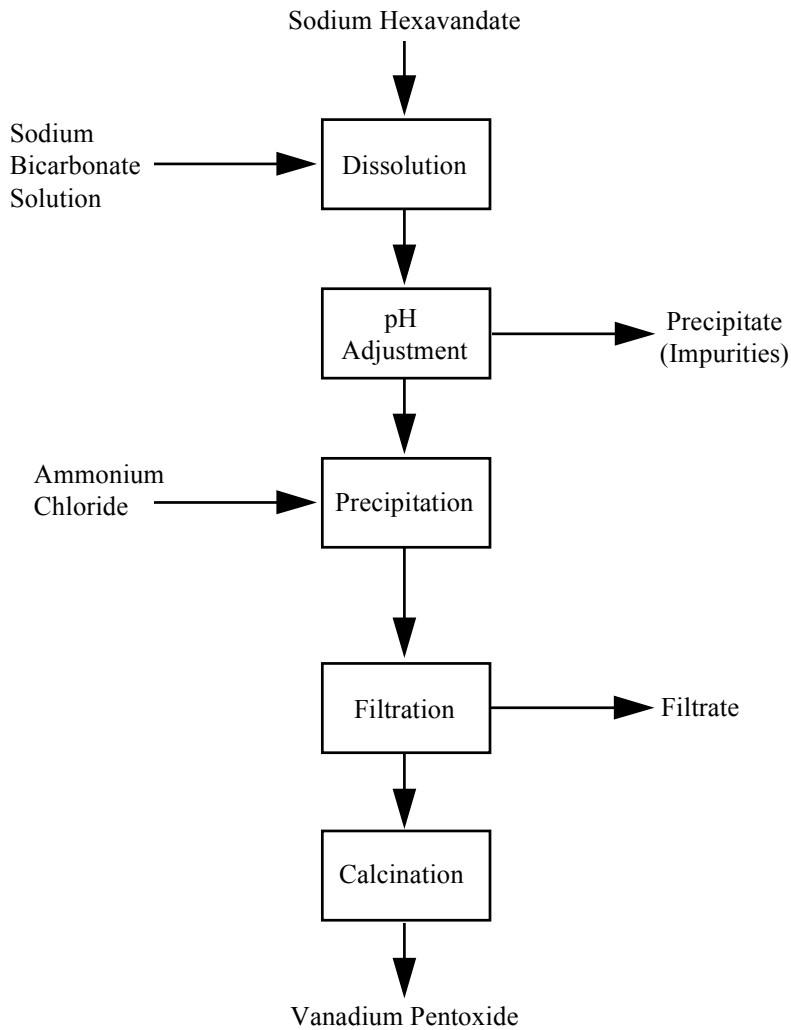 Sodium Hexavandate
Sodium
Bicarbonate
Solution
Dissolution
pH
Adjustment
Precipitate
(Impurities)
Ammonium
Chloride
Precipitation
Filtration
Filtrate
Calcination
Vanadium Pentoxide